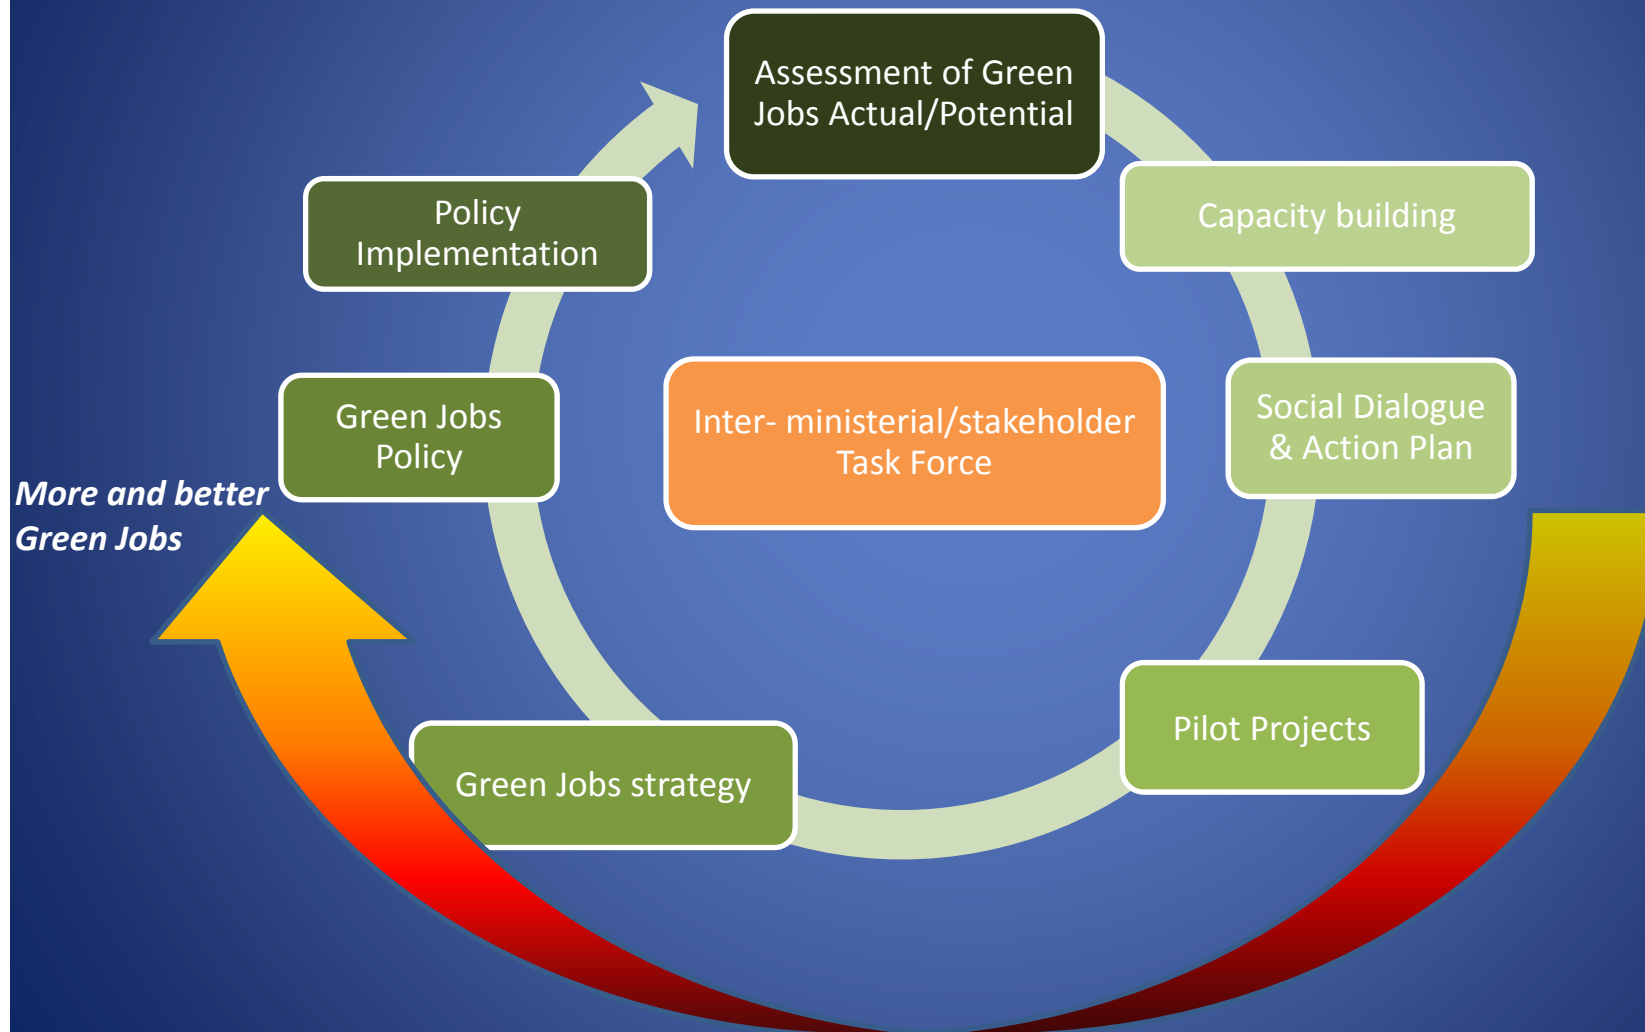 Assessment of Green
Jobs Actual/Potential
Capacity building
Policy
Implementation
Inter- ministerial/stakeholder
Task Force
Social Dialogue
& Action Plan
Green Jobs
Policy
More and better
Green Jobs
Pilot Projects
Green Jobs strategy